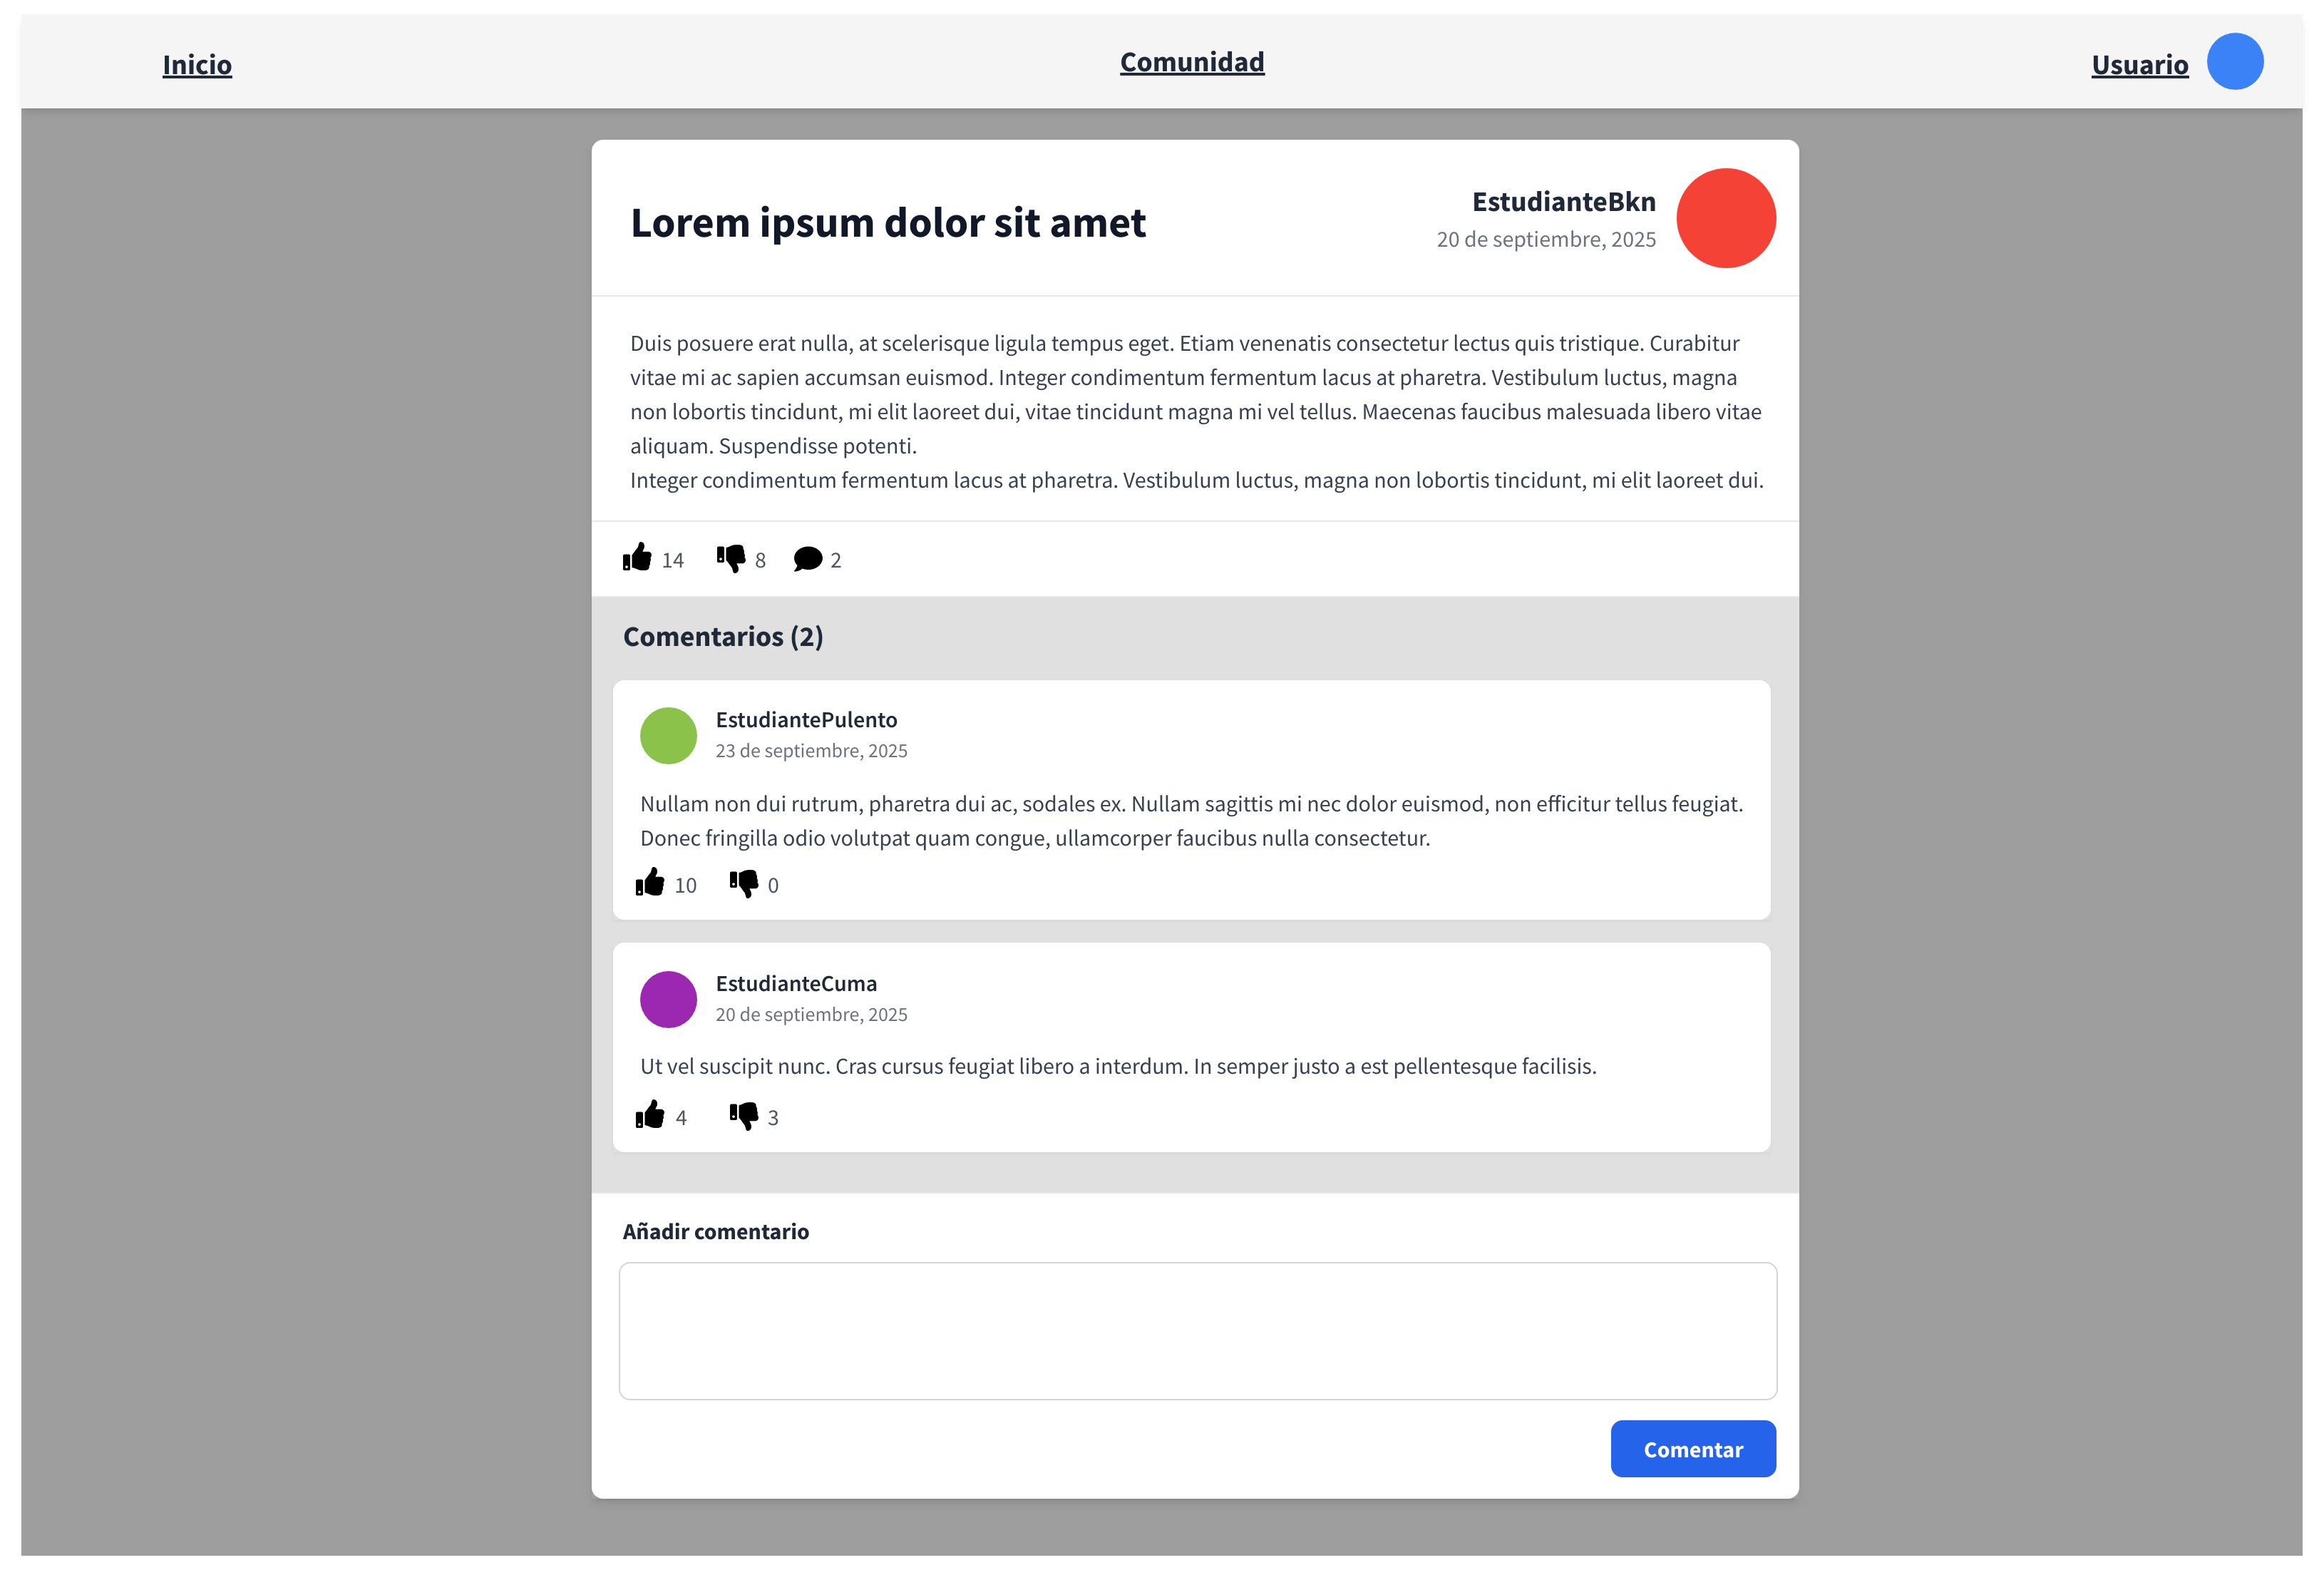 Inicio
Comunidad
Usuario
Lorem ipsum dolor sit amet
EstudianteBkn
20 de septiembre, 2025
Duis posuere erat nulla, at scelerisque ligula tempus eget. Etiam venenatis consectetur lectus quis tristique. Curabitur
vitae mi ac sapien accumsan euismod. Integer condimentum fermentum lacus at pharetra. Vestibulum luctus, magna
non lobortis tincidunt, mi elit laoreet dui, vitae tincidunt magna mi vel tellus. Maecenas faucibus malesuada libero vitae
aliquam. Suspendisse potenti.
Integer condimentum fermentum lacus at pharetra. Vestibulum luctus, magna non lobortis tincidunt, mi elit laoreet dui.
14 8 2
Comentarios (2)
EstudiantePulento
23 de septiembre, 2025
Nullam non dui rutrum, pharetra dui ac, sodales ex. Nullam sagittis mi nec dolor euismod, non efficitur tellus feugiat.
Donec fringilla odio volutpat quam congue, ullamcorper faucibus nulla consectetur.
10 0
EstudianteCuma
20 de septiembre, 2025
Ut vel suscipit nunc. Cras cursus feugiat libero a interdum. In semper justo a est pellentesque facilisis.
4 3
Añadir comentario
Comentar